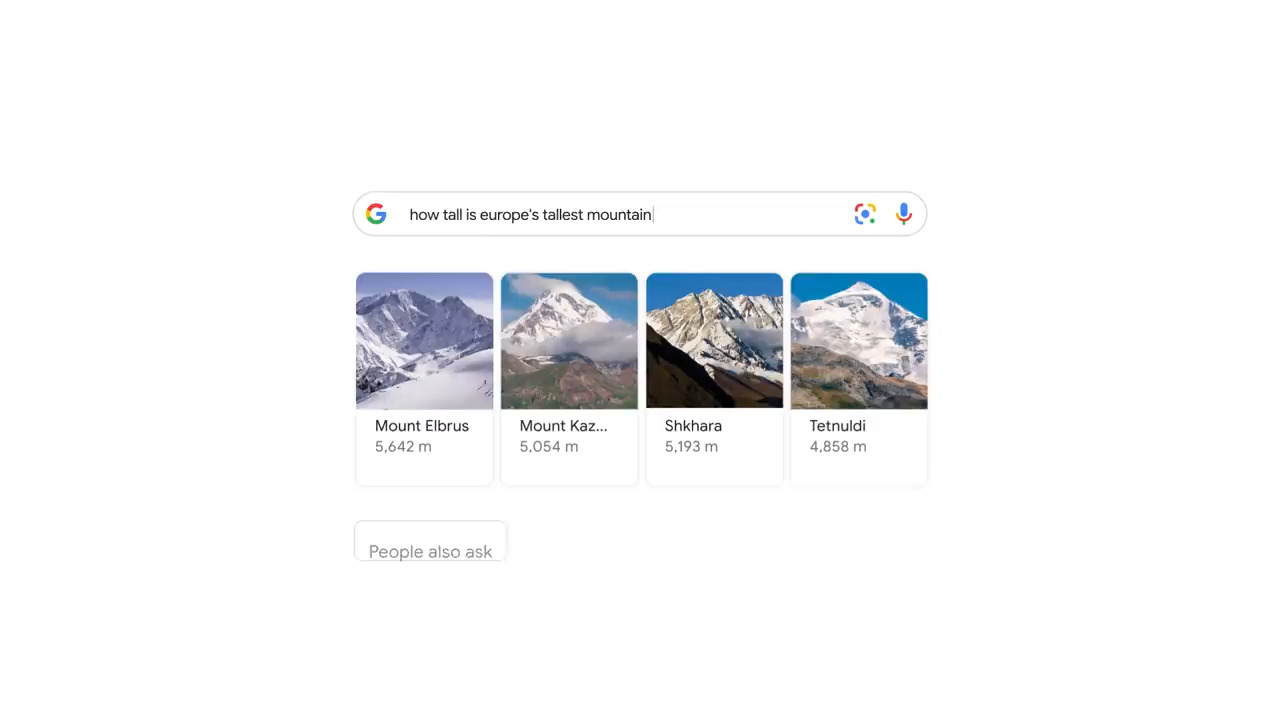 how tall is europe's tallest mountain
Mount Elbrus
5,642 m
Mount Kaz...
5,054 m
Shkhara
5,193 m
Tetnuldi
4,858 m
People also ask